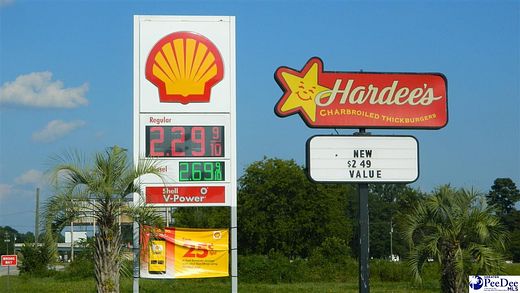 Regular
2.29 9/10
2.69 9/10
Shell
V-Power
25¢
Hardee's
CHARBROILED THICKBURGERS
NEW
$2 49
VALUE
PeeDee
MLS